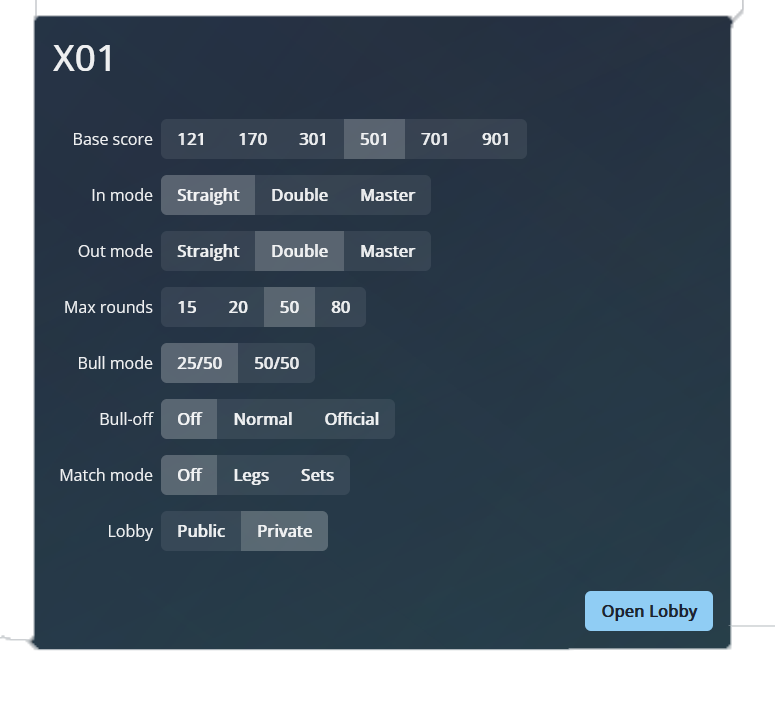 X01
Base score 121 170 301 501 701 901
In mode Straight Double Master
Out mode Straight Double Master
Max rounds 15 20 50 80
Bull mode 25/50 50/50
Bull-off Off Normal Official
Match mode Off Legs Sets
Lobby Public Private
Open Lobby